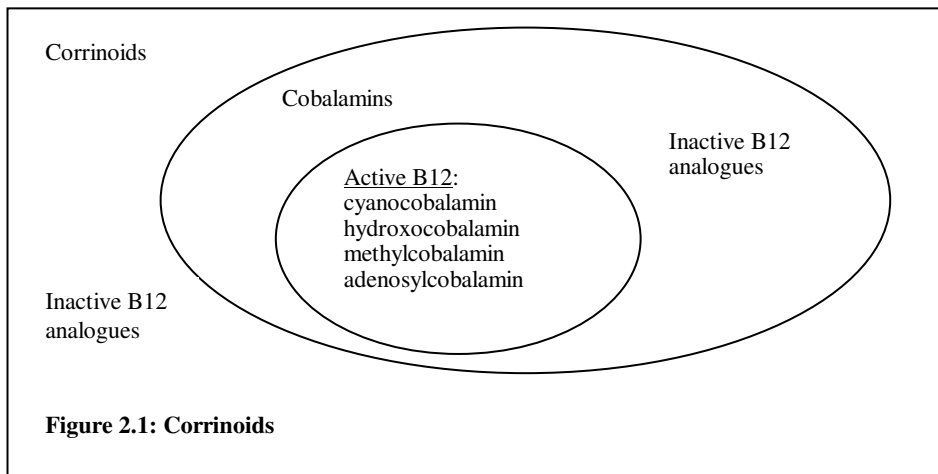 Corrinoids
Cobalamins
Inactive B12
analogues
Active B12:
cyanocobalamin
hydroxocobalamin
methylcobalamin
adenosylcobalamin
Inactive B12
analogues
Figure 2.1: Corrinoids